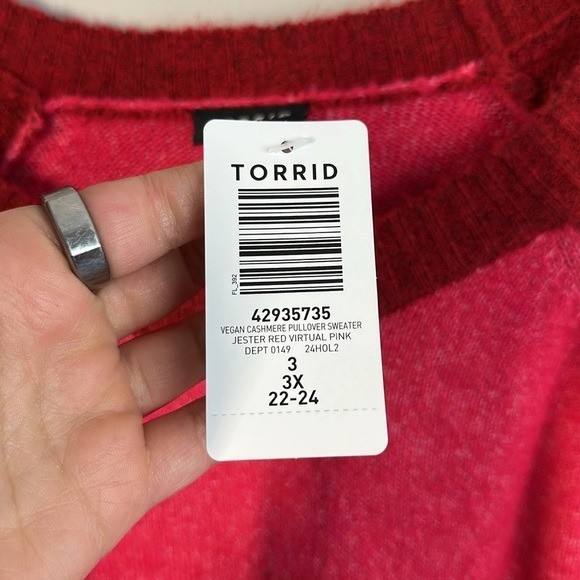 TORRID
FL_392
42935735
VEGAN CASHMERE PULLOVER SWEATER
JESTER RED VIRTUAL PINK
DEPT 0149 24HOL2
3
3X
22-24